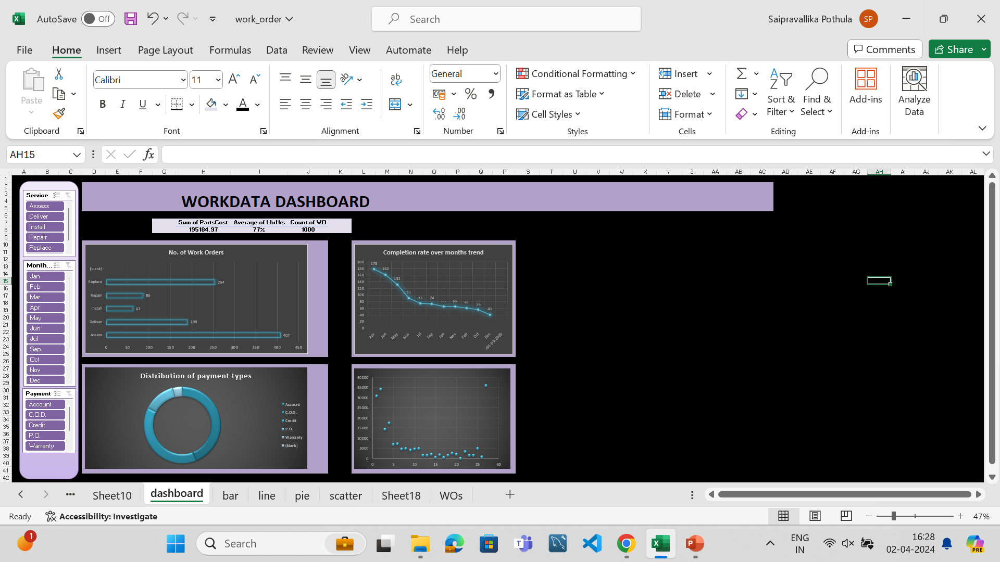 AutoSave Off work_order Search Saipravallika Pothula SP
File Home Insert Page Layout Formulas Data Review View Automate Help Comments Share
Paste Calibri 11 General Conditional Formatting Insert
Format as Table Delete
Cell Styles Format
Sort & Filter Find & Select Add-ins Analyze Data
Clipboard Font Alignment Number Styles Cells Editing Add-ins
AH15 fx
A B C D E F G H I J K L M N O P Q R S T U V W X Y Z AA AB AC AD AE AF AG AH AI AJ AK AL
1
2
3
4
5
6
7
8
9
10
11
12
13
14
15
16
17
18
19
20
21
22
23
24
25
26
27
28
29
30
31
32
33
34
35
36
37
38
39
40
41
42
Service
Assess
Deliver
Install
Repair
Replace
Month...
Jan
Feb
Mar
Apr
May
Jun
Jul
Sep
Oct
Nov
Dec
Payment
Account
C.O.D.
Credit
P.O.
Warranty
WORKDATA DASHBOARD
Sum of PartsCost Average of LbrHrs Count of WO
195184.97 77% 1000
No. of Work Orders
(blank)
Replace 254
Repair 86
Install 63
Deliver 190
Assess 407
0 50 100 150 200 250 300 350 400 450
Completion rate over months trend
200
180
160
140
120
100
80
60
40
20
0
178 162 132 91 75 74 65 65 61 56 41
Apr Jun May Mar Jul Sep Jan Nov Feb Oct Dec <01-09-2020
Distribution of payment types
Account
C.O.D.
Credit
P.O.
Warranty
(blank)
40000
35000
30000
25000
20000
15000
10000
5000
0
0 5 10 15 20 25 30
Sheet10 dashboard bar line pie scatter Sheet18 WOs
Ready Accessibility: Investigate 47%
1 Search ENG IN 16:28 02-04-2024 PRE